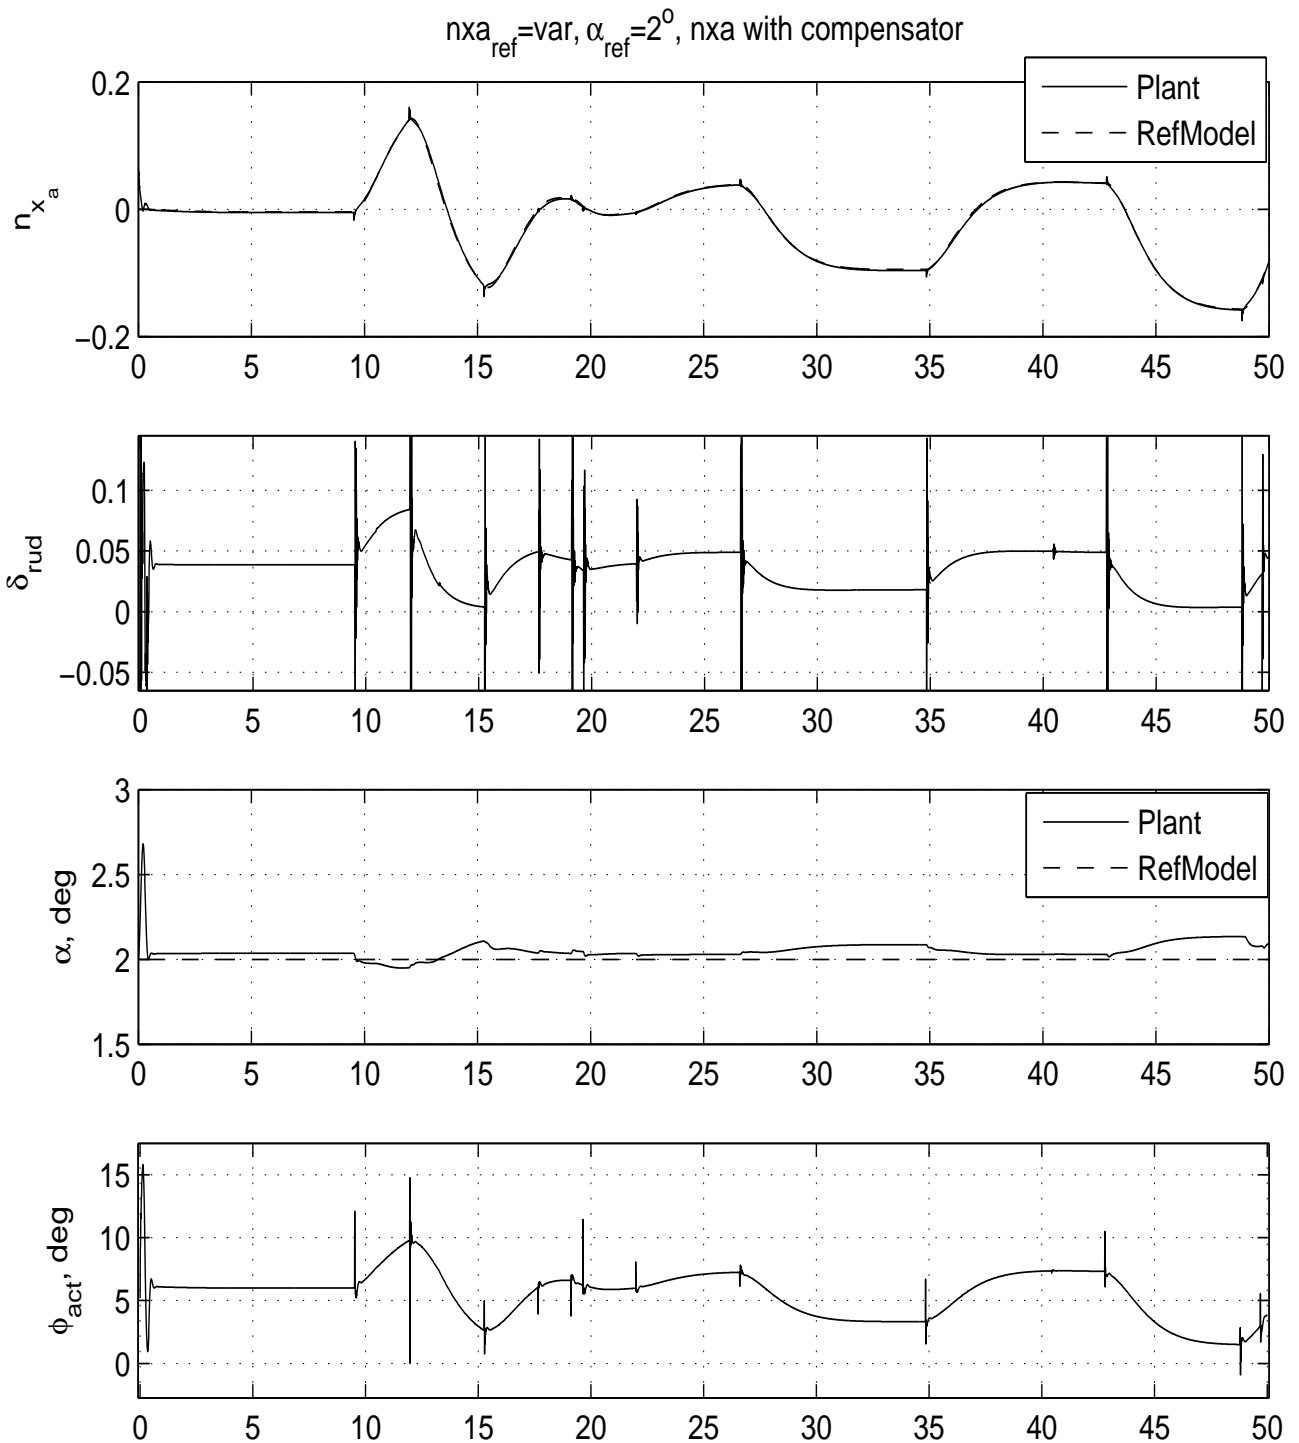 nxa_ref=var, α_ref=2°, nxa with compensator
n_x_a
0.2
0
−0.2
Plant
RefModel
0 5 10 15 20 25 30 35 40 45 50
δ_rud
0.1
0.05
0
−0.05
0 5 10 15 20 25 30 35 40 45 50
α, deg
3
2.5
2
1.5
Plant
RefModel
0 5 10 15 20 25 30 35 40 45 50
ϕ_act, deg
15
10
5
0
0 5 10 15 20 25 30 35 40 45 50